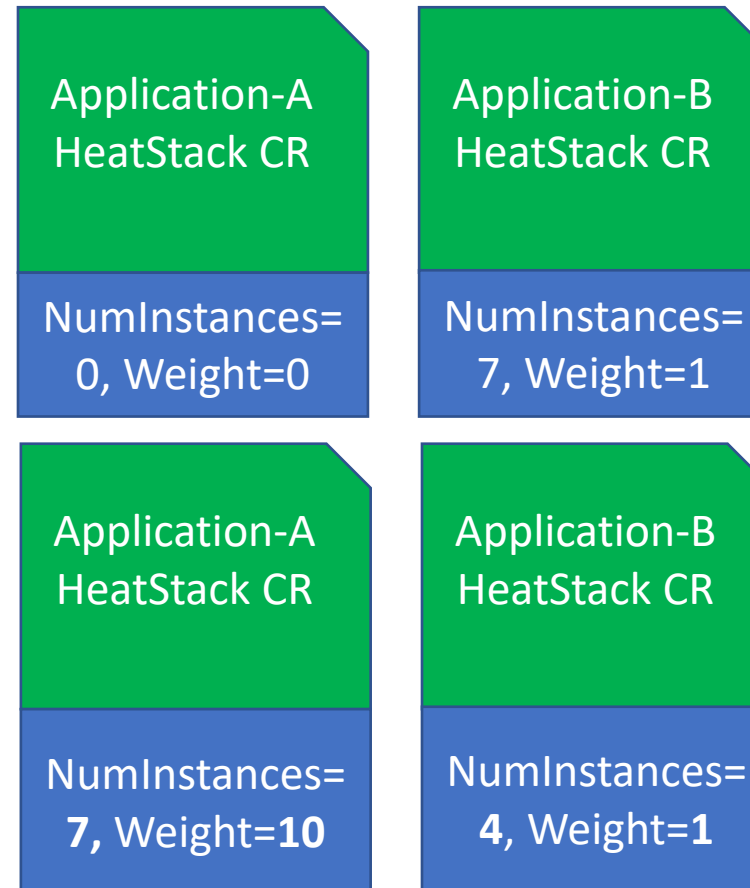 Application-A
HeatStack CR
NumInstances=
0, Weight=0
Application-B
HeatStack CR
NumInstances=
7, Weight=1
Application-A
HeatStack CR
NumInstances=
7, Weight=10
Application-B
HeatStack CR
NumInstances=
4, Weight=1